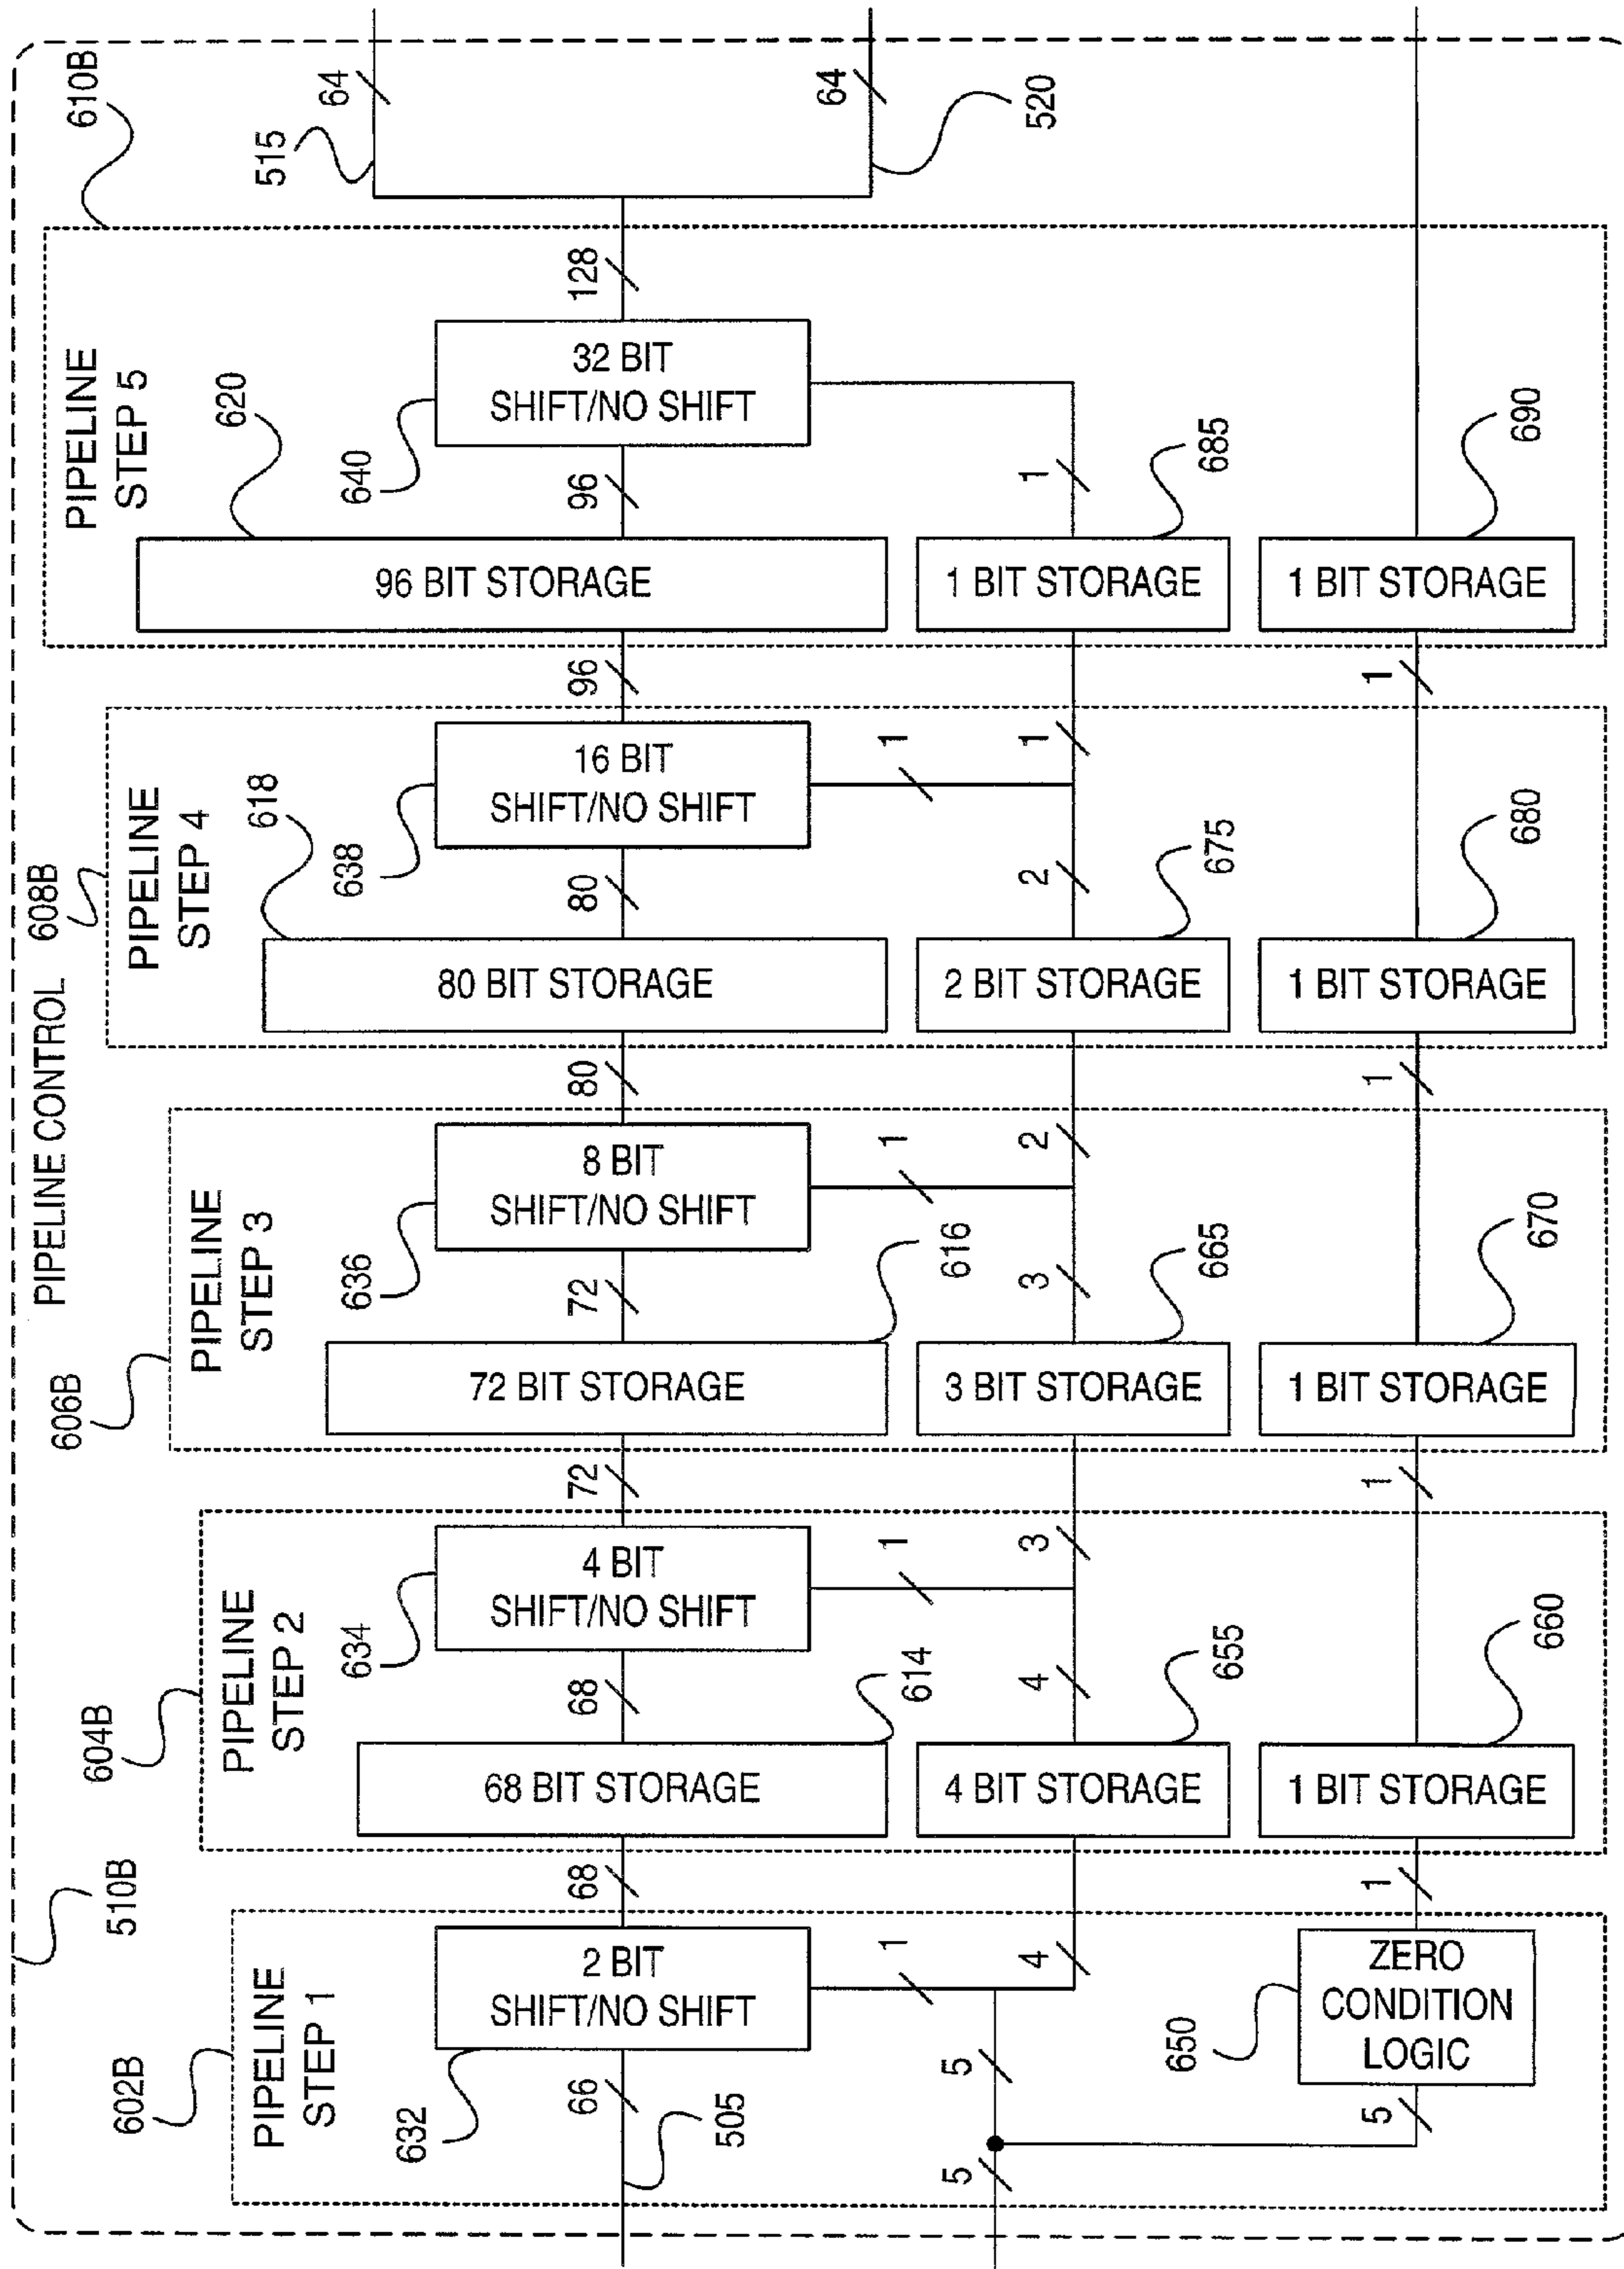 PIPELINE CONTROL
510B
602B
PIPELINE
STEP 1
632
2 BIT
SHIFT/NO SHIFT
66
505
68
1
4
5
5
5
650
ZERO
CONDITION
LOGIC
1
604B
PIPELINE
STEP 2
634
4 BIT
SHIFT/NO SHIFT
68
614
68 BIT STORAGE
72
1
3
4
655
4 BIT STORAGE
660
1 BIT STORAGE
1
606B
PIPELINE
STEP 3
636
8 BIT
SHIFT/NO SHIFT
72
616
72 BIT STORAGE
80
1
2
3
665
3 BIT STORAGE
670
1 BIT STORAGE
1
608B
PIPELINE
STEP 4
618
638
16 BIT
SHIFT/NO SHIFT
80
80 BIT STORAGE
96
1
1
2
675
2 BIT STORAGE
680
1 BIT STORAGE
1
610B
PIPELINE
STEP 5
620
640
32 BIT
SHIFT/NO SHIFT
96
96 BIT STORAGE
128
1
685
1 BIT STORAGE
690
1 BIT STORAGE
515
64
64
520